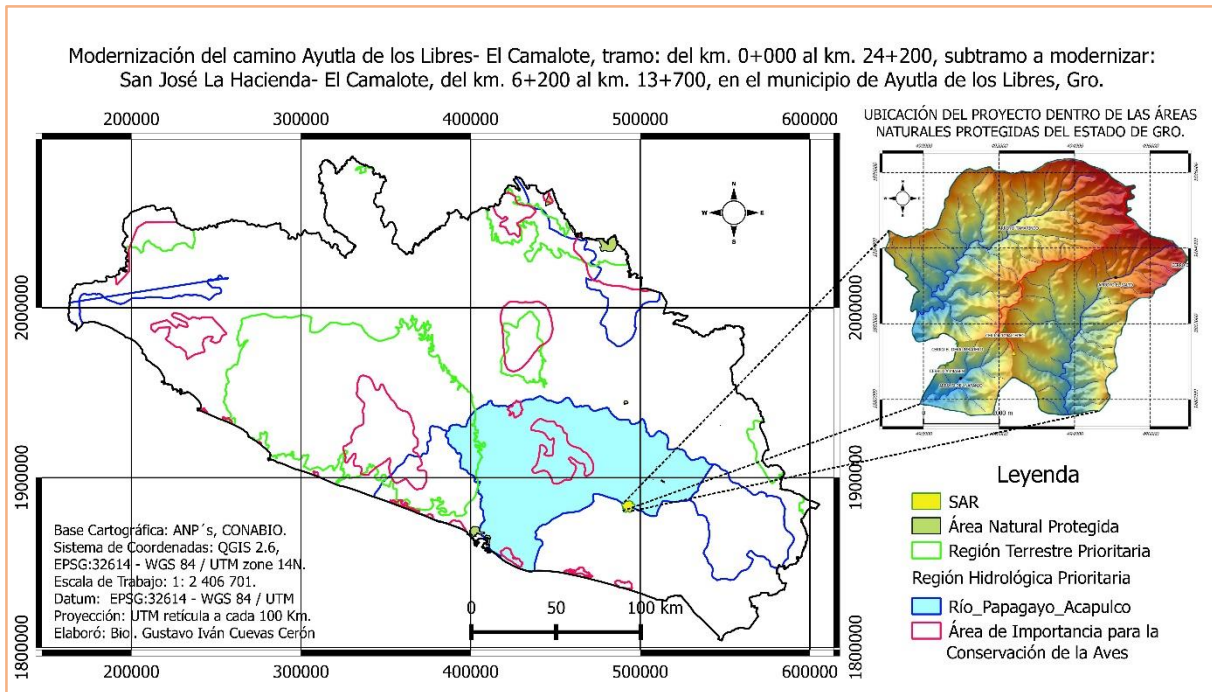 Modernización del camino Ayutla de los Libres- El Camalote, tramo: del km. 0+000 al km. 24+200, subtramo a modernizar:
San José La Hacienda- El Camalote, del km. 6+200 al km. 13+700, en el municipio de Ayutla de los Libres, Gro.
UBICACIÓN DEL PROYECTO DENTRO DE LAS ÁREAS
NATURALES PROTEGIDAS DEL ESTADO DE GRO.
200000 300000 400000 500000 600000
N
W E
S
N
W E
S
2000000
2000000
1900000
1900000
1800000
1800000
Leyenda
SAR
Área Natural Protegida
Región Terrestre Prioritaria
Región Hidrológica Prioritaria
Río_Papagayo_Acapulco
Área de Importancia para la
Conservación de la Aves
Base Cartográfica: ANP´s, CONABIO.
Sistema de Coordenadas: QGIS 2.6,
EPSG:32614 - WGS 84 / UTM zone 14N.
Escala de Trabajo: 1: 2 406 701.
Datum: EPSG:32614 - WGS 84 / UTM
Proyección: UTM retícula a cada 100 Km.
Elaboró: Bio . Gustavo Iván Cuevas Cerón
0 50 100 km
200000 300000 400000 500000 600000